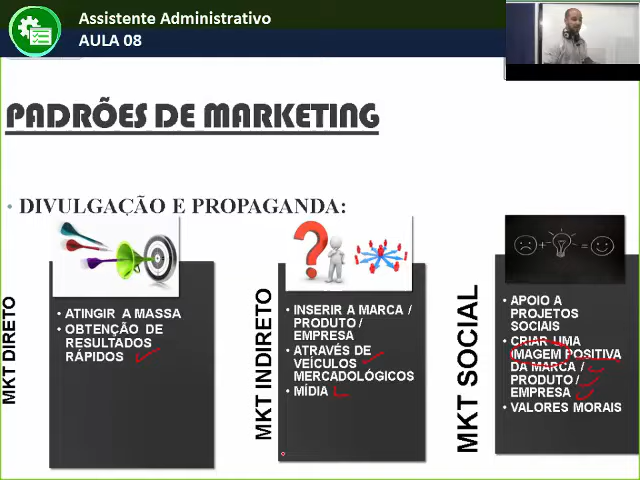 Assistente Administrativo
AULA 08
PADRÕES DE MARKETING
• DIVULGAÇÃO E PROPAGANDA:
MKT DIRETO
• ATINGIR A MASSA
• OBTENÇÃO DE
RESULTADOS
RÁPIDOS
MKT INDIRETO
• INSERIR A MARCA /
PRODUTO /
EMPRESA
• ATRAVÉS DE
VEÍCULOS
MERCADOLÓGICOS
• MÍDIA
MKT SOCIAL
• APOIO A
PROJETOS
SOCIAIS
• CRIAR UMA
IMAGEM POSITIVA
DA MARCA /
PRODUTO /
EMPRESA
• VALORES MORAIS